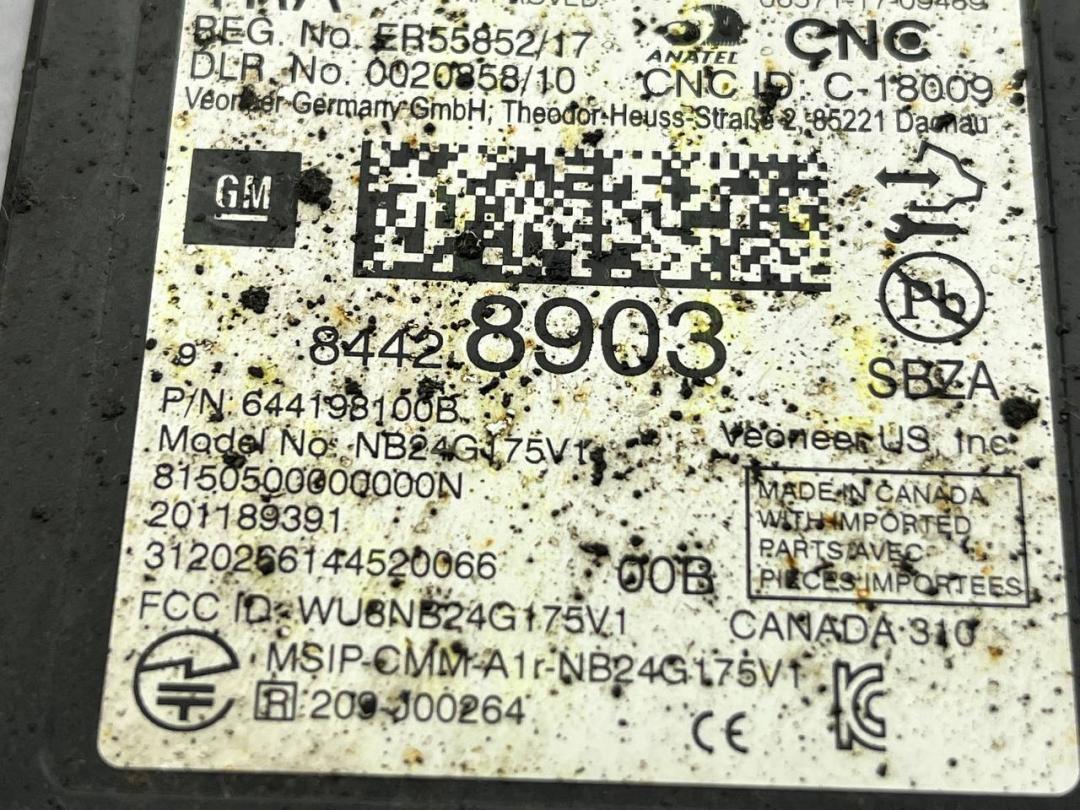 REG. No. ER55852/17
DLR. No. 0020858/10
ANATEL
CNC
CNC ID: C-18009
Veoneer Germany GmbH, Theodor-Heuss-Straße 2, 85221 Dachau
GM
Pb
9 8442 8903
SBZA
P/N 644198100B
Model No: NB24G175V1
Veoneer US, Inc
8150500000000N
201189391
3120266144520066
00B
MADE IN CANADA
WITH IMPORTED
PARTS/AVEC
PIECES IMPORTEES
FCC ID: WU8NB24G175V1
CANADA 310
MSIP-CMM-A1r-NB24G175V1
R 209-J00264
CE